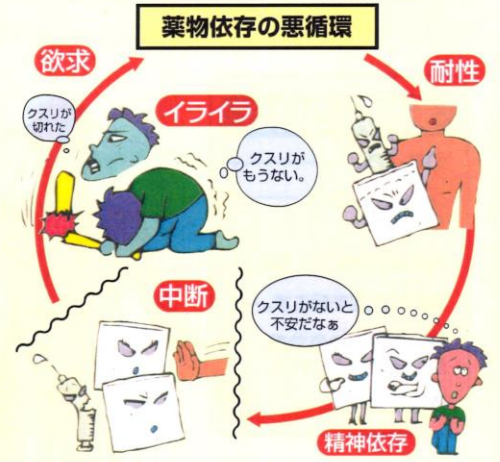 薬物依存の悪循環
欲求
耐性
クスリが
切れた
イライラ
クスリが
もうない。
中断
クスリがないと
不安だなぁ
精神依存